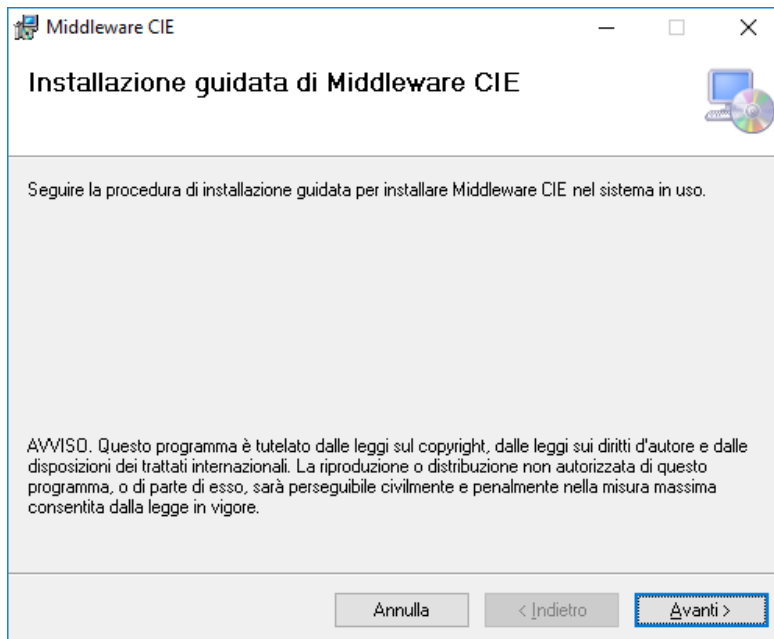 Middleware CIE
Installazione guidata di Middleware CIE
Seguire la procedura di installazione guidata per installare Middleware CIE nel sistema in uso.
AVVISO. Questo programma è tutelato dalle leggi sul copyright, dalle leggi sui diritti d'autore e dalle
disposizioni dei trattati internazionali. La riproduzione o distribuzione non autorizzata di questo
programma, o di parte di esso, sarà perseguibile civilmente e penalmente nella misura massima
consentita dalla legge in vigore.
Annulla
< Indietro
Avanti >